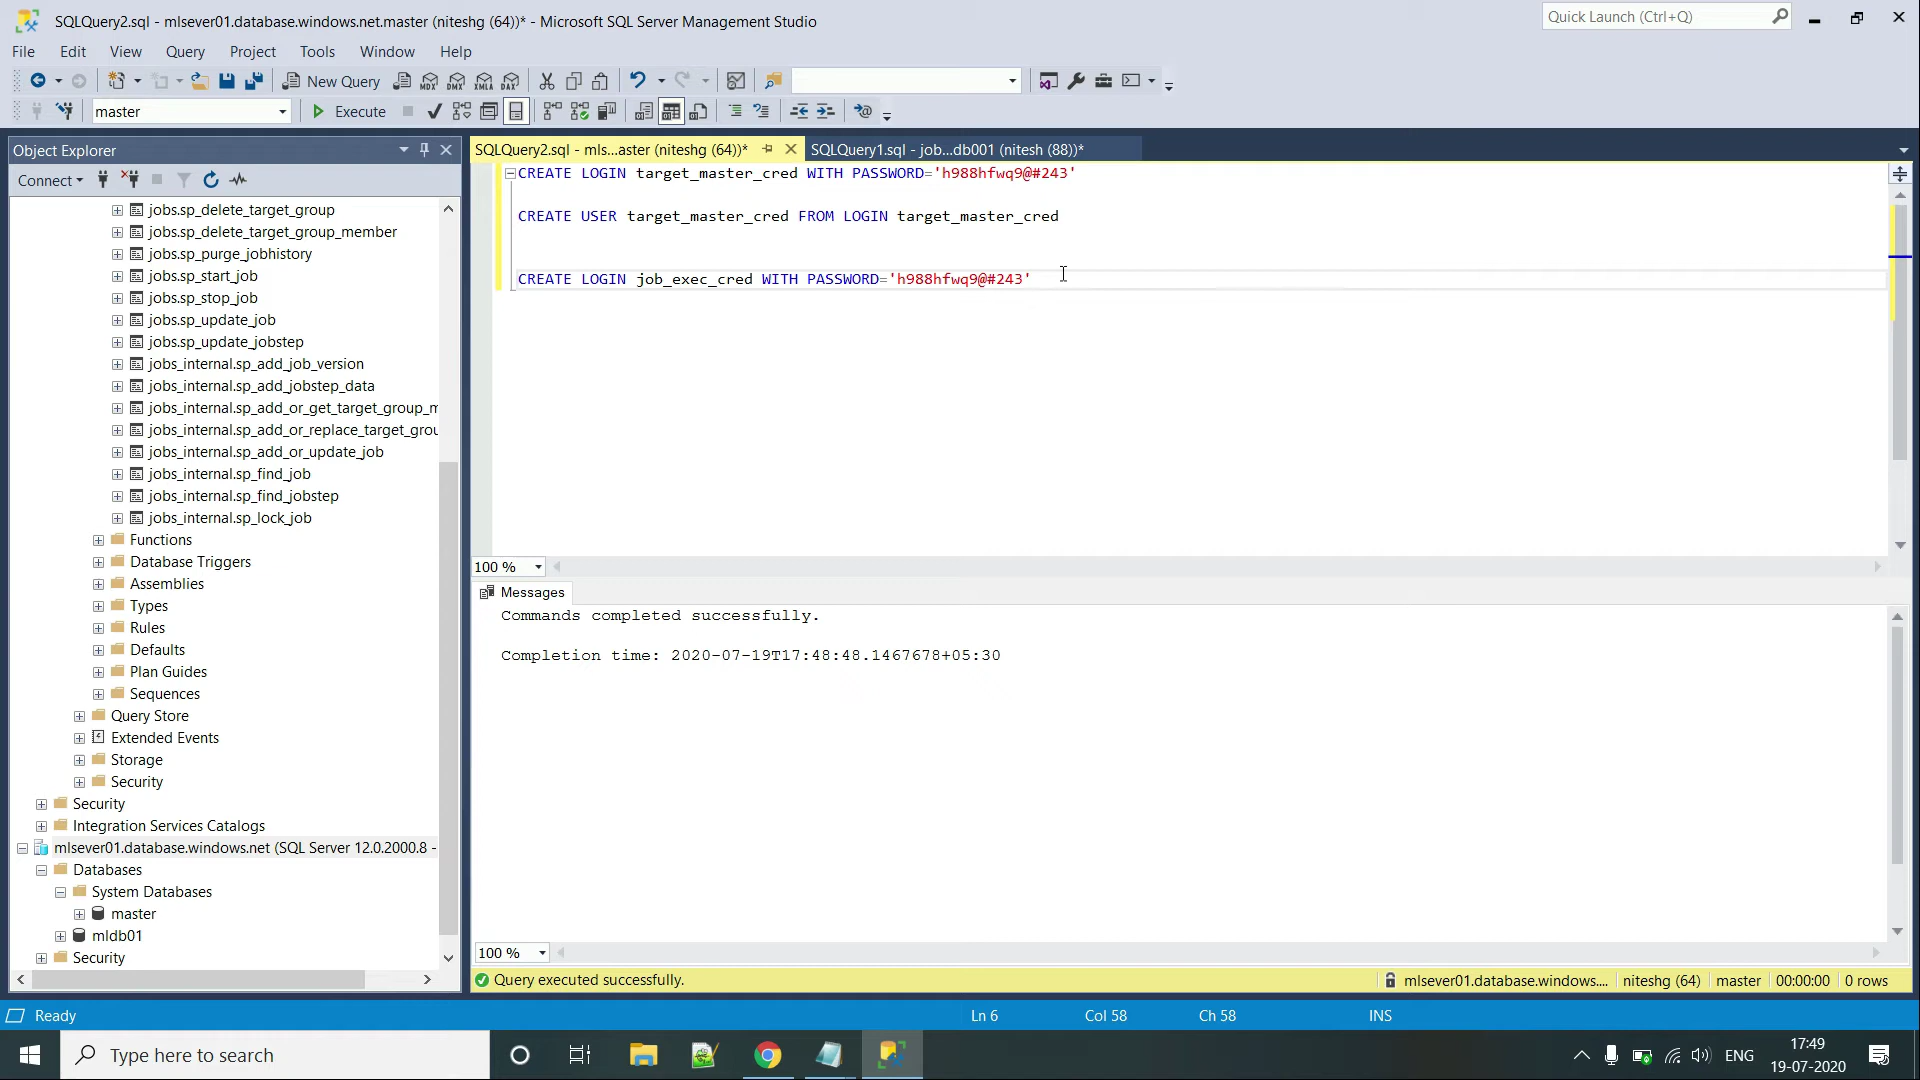 SQLQuery2.sql - mlsever01.database.windows.net.master (niteshg (64))* - Microsoft SQL Server Management Studio
Quick Launch (Ctrl+Q)
File Edit View Query Project Tools Window Help
New Query MDX DMX XMLA DAX
master Execute
Object Explorer
SQLQuery2.sql - mls...aster (niteshg (64))* SQLQuery1.sql - job...db001 (nitesh (88))*
Connect
jobs.sp_delete_target_group
jobs.sp_delete_target_group_member
jobs.sp_purge_jobhistory
jobs.sp_start_job
jobs.sp_stop_job
jobs.sp_update_job
jobs.sp_update_jobstep
jobs_internal.sp_add_job_version
jobs_internal.sp_add_jobstep_data
jobs_internal.sp_add_or_get_target_group_m
jobs_internal.sp_add_or_replace_target_grou
jobs_internal.sp_add_or_update_job
jobs_internal.sp_find_job
jobs_internal.sp_find_jobstep
jobs_internal.sp_lock_job
Functions
Database Triggers
Assemblies
Types
Rules
Defaults
Plan Guides
Sequences
Query Store
Extended Events
Storage
Security
Security
Integration Services Catalogs
mlsever01.database.windows.net (SQL Server 12.0.2000.8 -
Databases
System Databases
master
mldb01
Security
CREATE LOGIN target_master_cred WITH PASSWORD='h988hfwq9@#243'
CREATE USER target_master_cred FROM LOGIN target_master_cred
CREATE LOGIN job_exec_cred WITH PASSWORD='h988hfwq9@#243'
100 %
Messages
Commands completed successfully.
Completion time: 2020-07-19T17:48:48.1467678+05:30
100 %
Query executed successfully. mlsever01.database.windows.... niteshg (64) master 00:00:00 0 rows
Ready Ln 6 Col 58 Ch 58 INS
Type here to search
ENG
17:49
19-07-2020